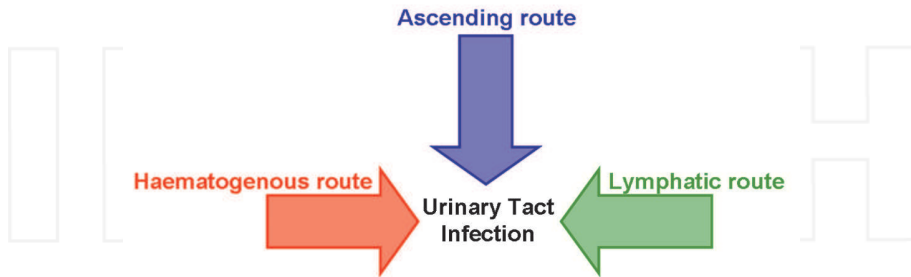 Ascending route
Haematogenous route
Lymphatic route
Urinary Tact
Infection